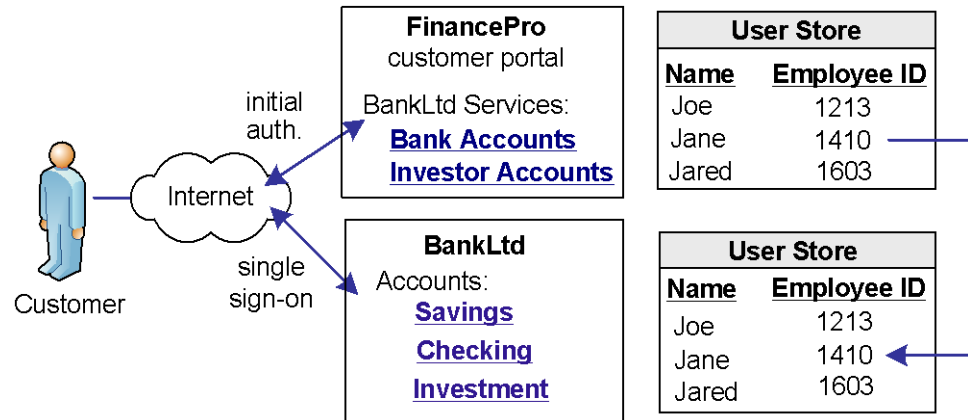 FinancePro
customer portal
BankLtd Services:
Bank Accounts
Investor Accounts
User Store
Name Employee ID
Joe 1213
Jane 1410
Jared 1603
initial
auth.
Internet
Customer
single
sign-on
BankLtd
Accounts:
Savings
Checking
Investment
User Store
Name Employee ID
Joe 1213
Jane 1410
Jared 1603